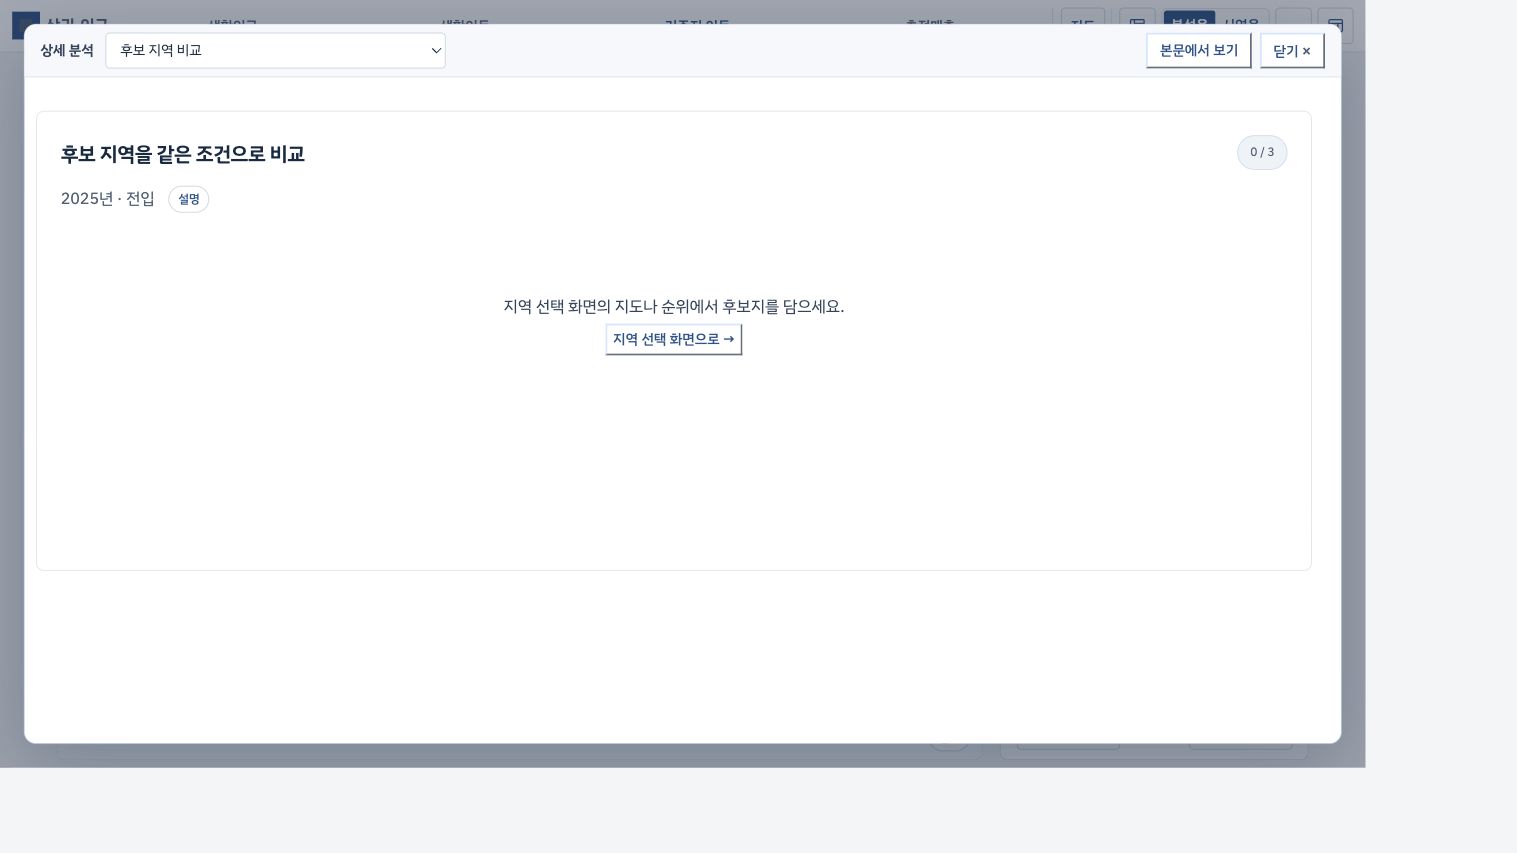 상세 분석
후보 지역 비교
본문에서 보기
닫기 ×
후보 지역을 같은 조건으로 비교
0 / 3
2025년 · 전입
설명
지역 선택 화면의 지도나 순위에서 후보지를 담으세요.
지역 선택 화면으로 →